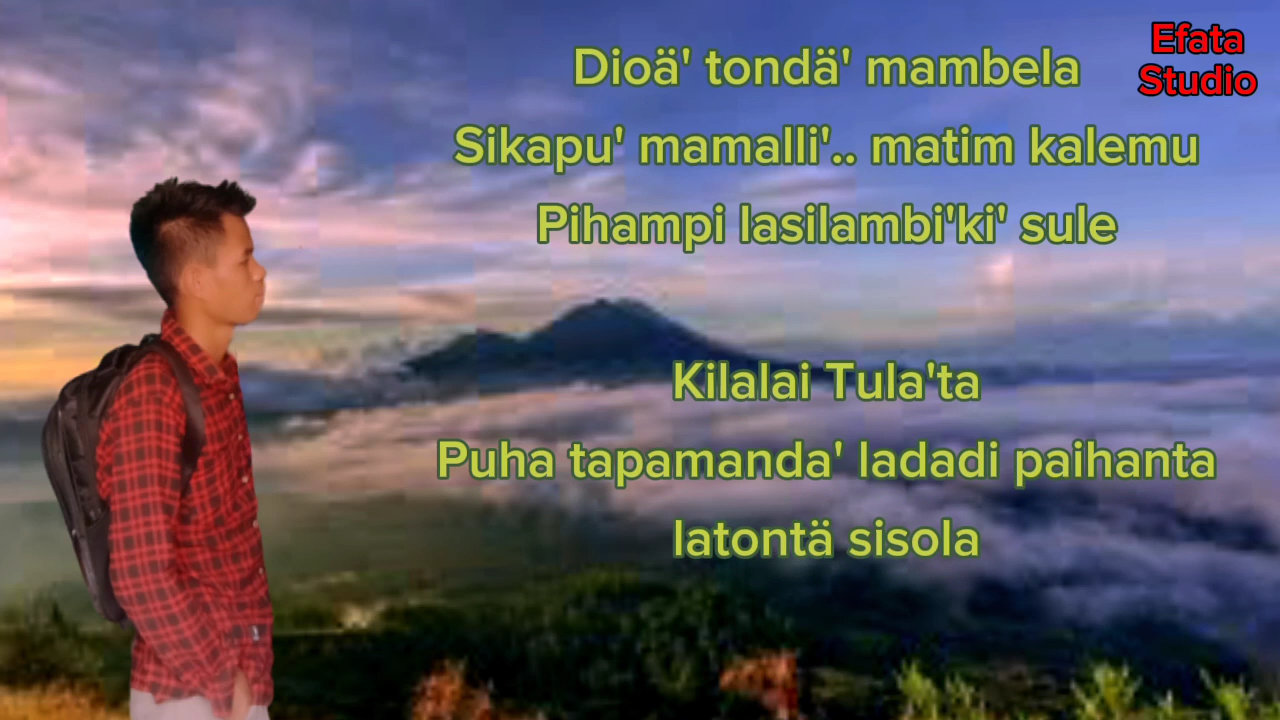 Efata
Studio
Dioä' tondä' mambela
Sikapu' mamalli'.. matim kalemu
Pihampi lasilambi'ki' sule
Kilalai Tula'ta
Puha tapamanda' ladadi paihanta
latontä sisola